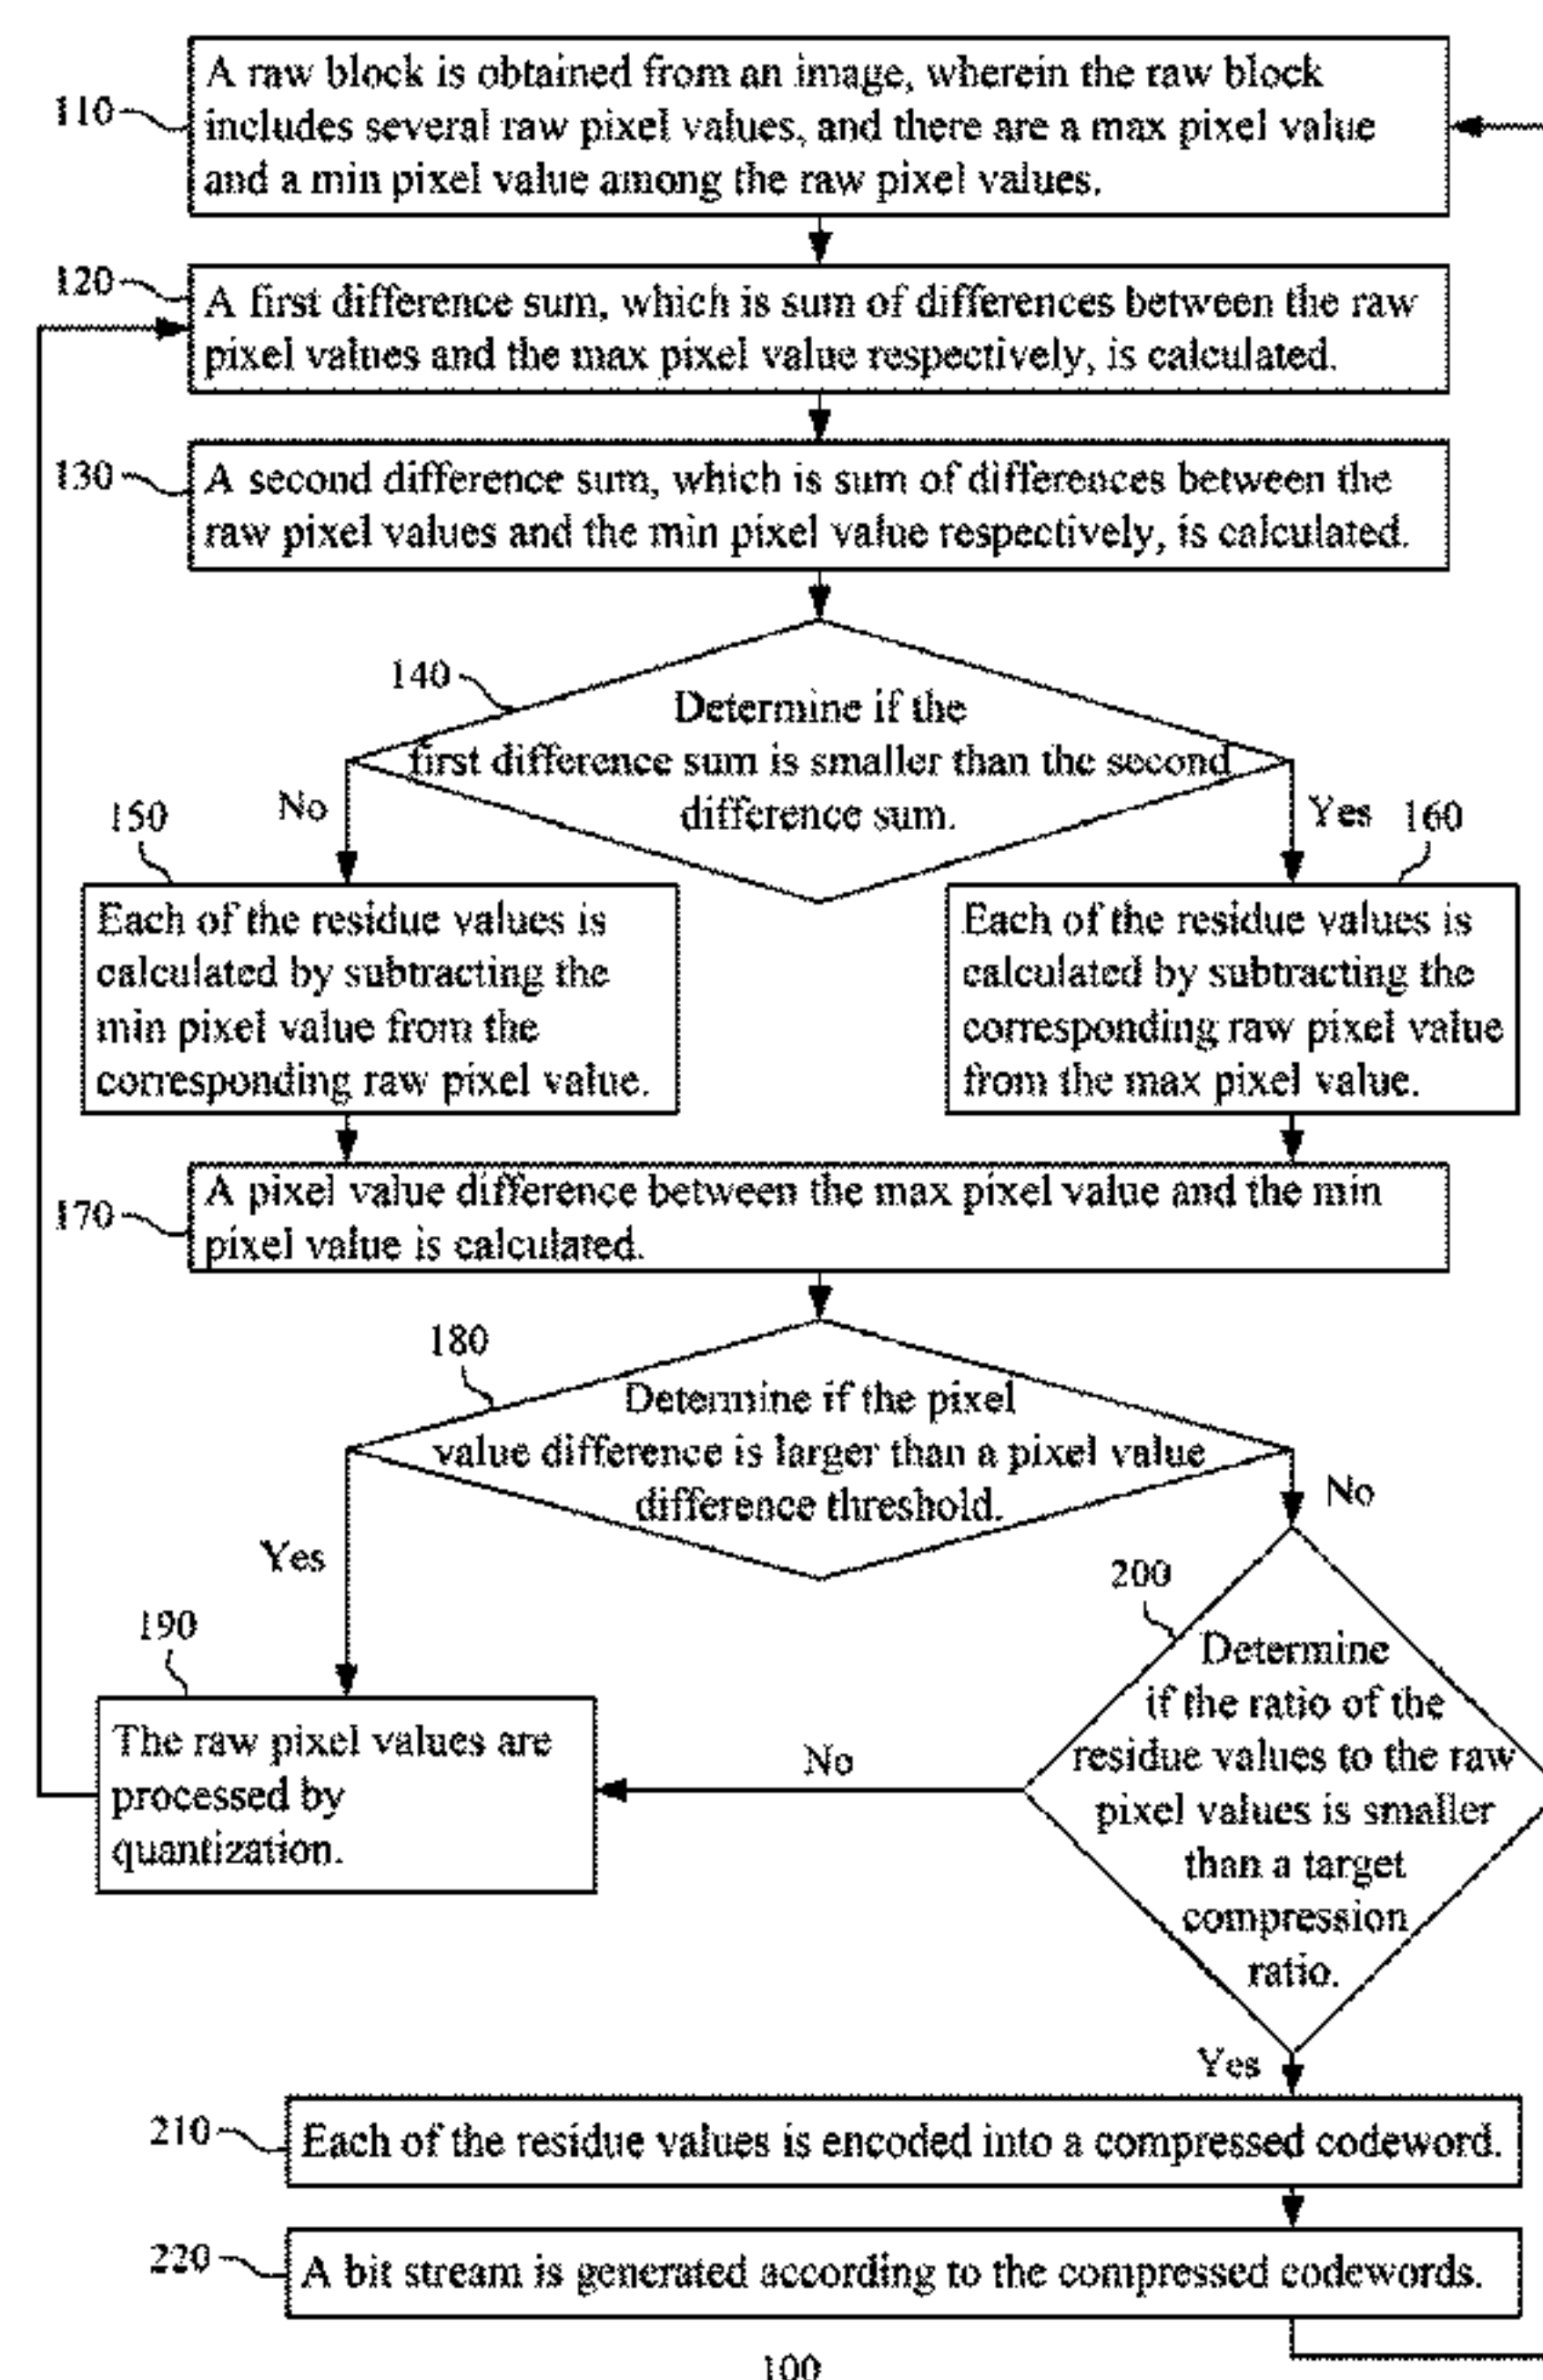 110
A raw block is obtained from an image, wherein the raw block
includes several raw pixel values, and there are a max pixel value
and a min pixel value among the raw pixel values.
120
A first difference sum, which is sum of differences between the raw
pixel values and the max pixel value respectively, is calculated.
130
A second difference sum, which is sum of differences between the
raw pixel values and the min pixel value respectively, is calculated.
140
Determine if the
first difference sum is smaller than the second
difference sum.
No
Yes
150
Each of the residue values is
calculated by subtracting the
min pixel value from the
corresponding raw pixel value.
160
Each of the residue values is
calculated by subtracting the
corresponding raw pixel value
from the max pixel value.
170
A pixel value difference between the max pixel value and the min
pixel value is calculated.
180
Determine if the pixel
value difference is larger than a pixel value
difference threshold.
Yes
No
190
The raw pixel values are
processed by
quantization.
200
Determine
if the ratio of the
residue values to the raw
pixel values is smaller
than a target
compression
ratio.
No
Yes
210
Each of the residue values is encoded into a compressed codeword.
220
A bit stream is generated according to the compressed codewords.
100